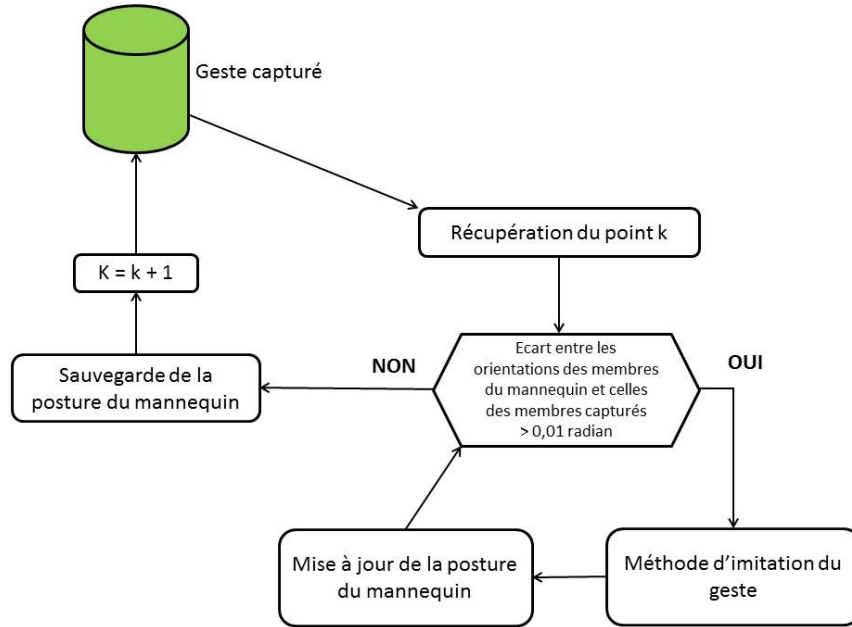 Geste capturé
Récupération du point k
K = k + 1
Ecart entre les
orientations des membres
du mannequin et celles
des membres capturés
> 0,01 radian
NON
OUI
Sauvegarde de la
posture du mannequin
Mise à jour de la posture
du mannequin
Méthode d’imitation du
geste